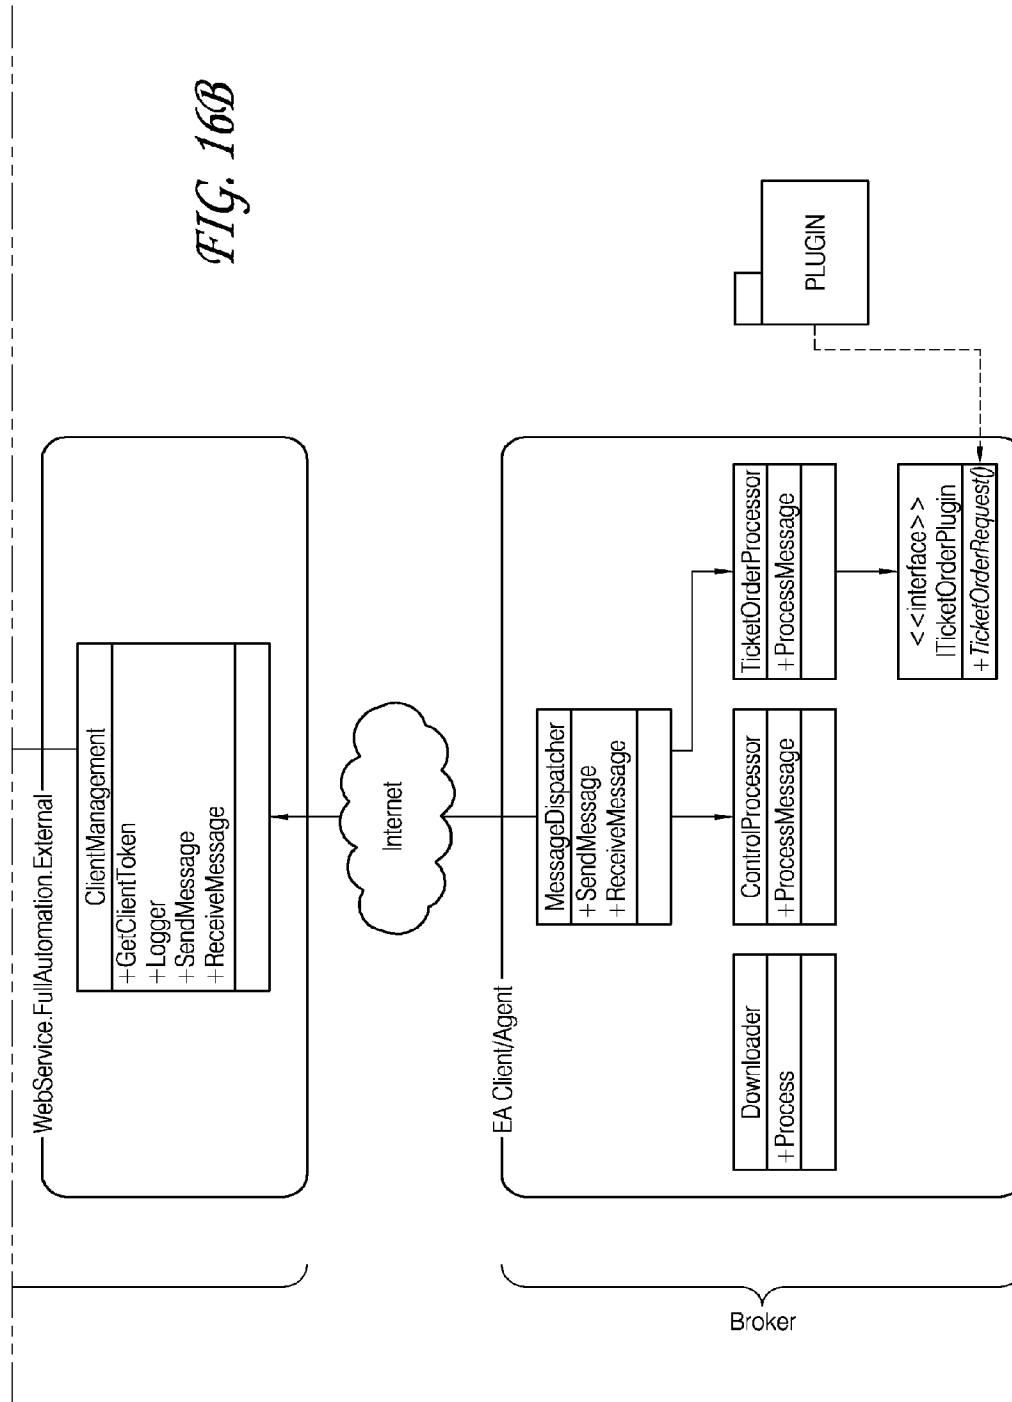 FIG. 16B
WebService.FullAutomation.External
ClientManagement
+GetClientToken
+Logger
+SendMessage
+ReceiveMessage
Internet
EA Client/Agent
MessageDispatcher
+SendMessage
+ReceiveMessage
Downloader
+Process
ControlProcessor
+ProcessMessage
TicketOrderProcessor
+ProcessMessage
<<interface>>
ITicketOrderPlugin
+TicketOrderRequest()
PLUGIN
Broker